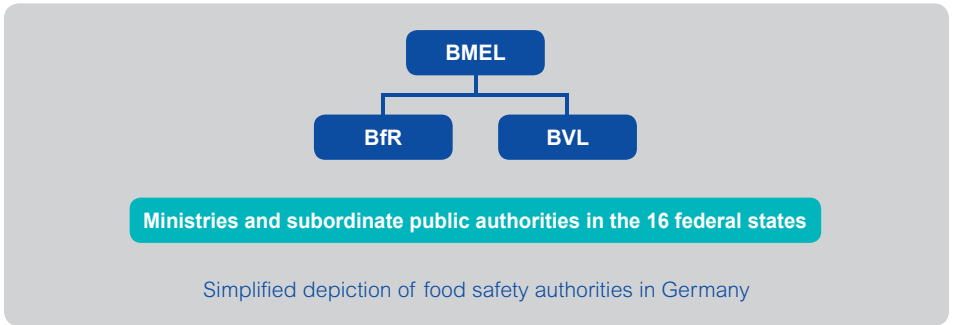 BMEL
BfR
BVL
Ministries and subordinate public authorities in the 16 federal states
Simplified depiction of food safety authorities in Germany